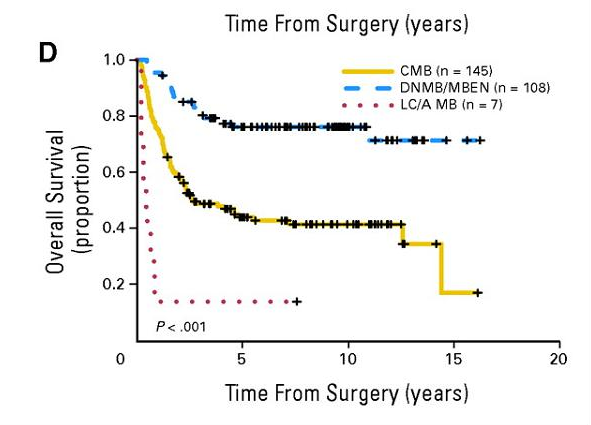 Time From Surgery (years)
D
1.0
0.8
0.6
0.4
0.2
0
5
10
15
20
Overall Survival
(proportion)
CMB (n = 145)
DNMB/MBEN (n = 108)
LC/A MB (n = 7)
P < .001
Time From Surgery (years)